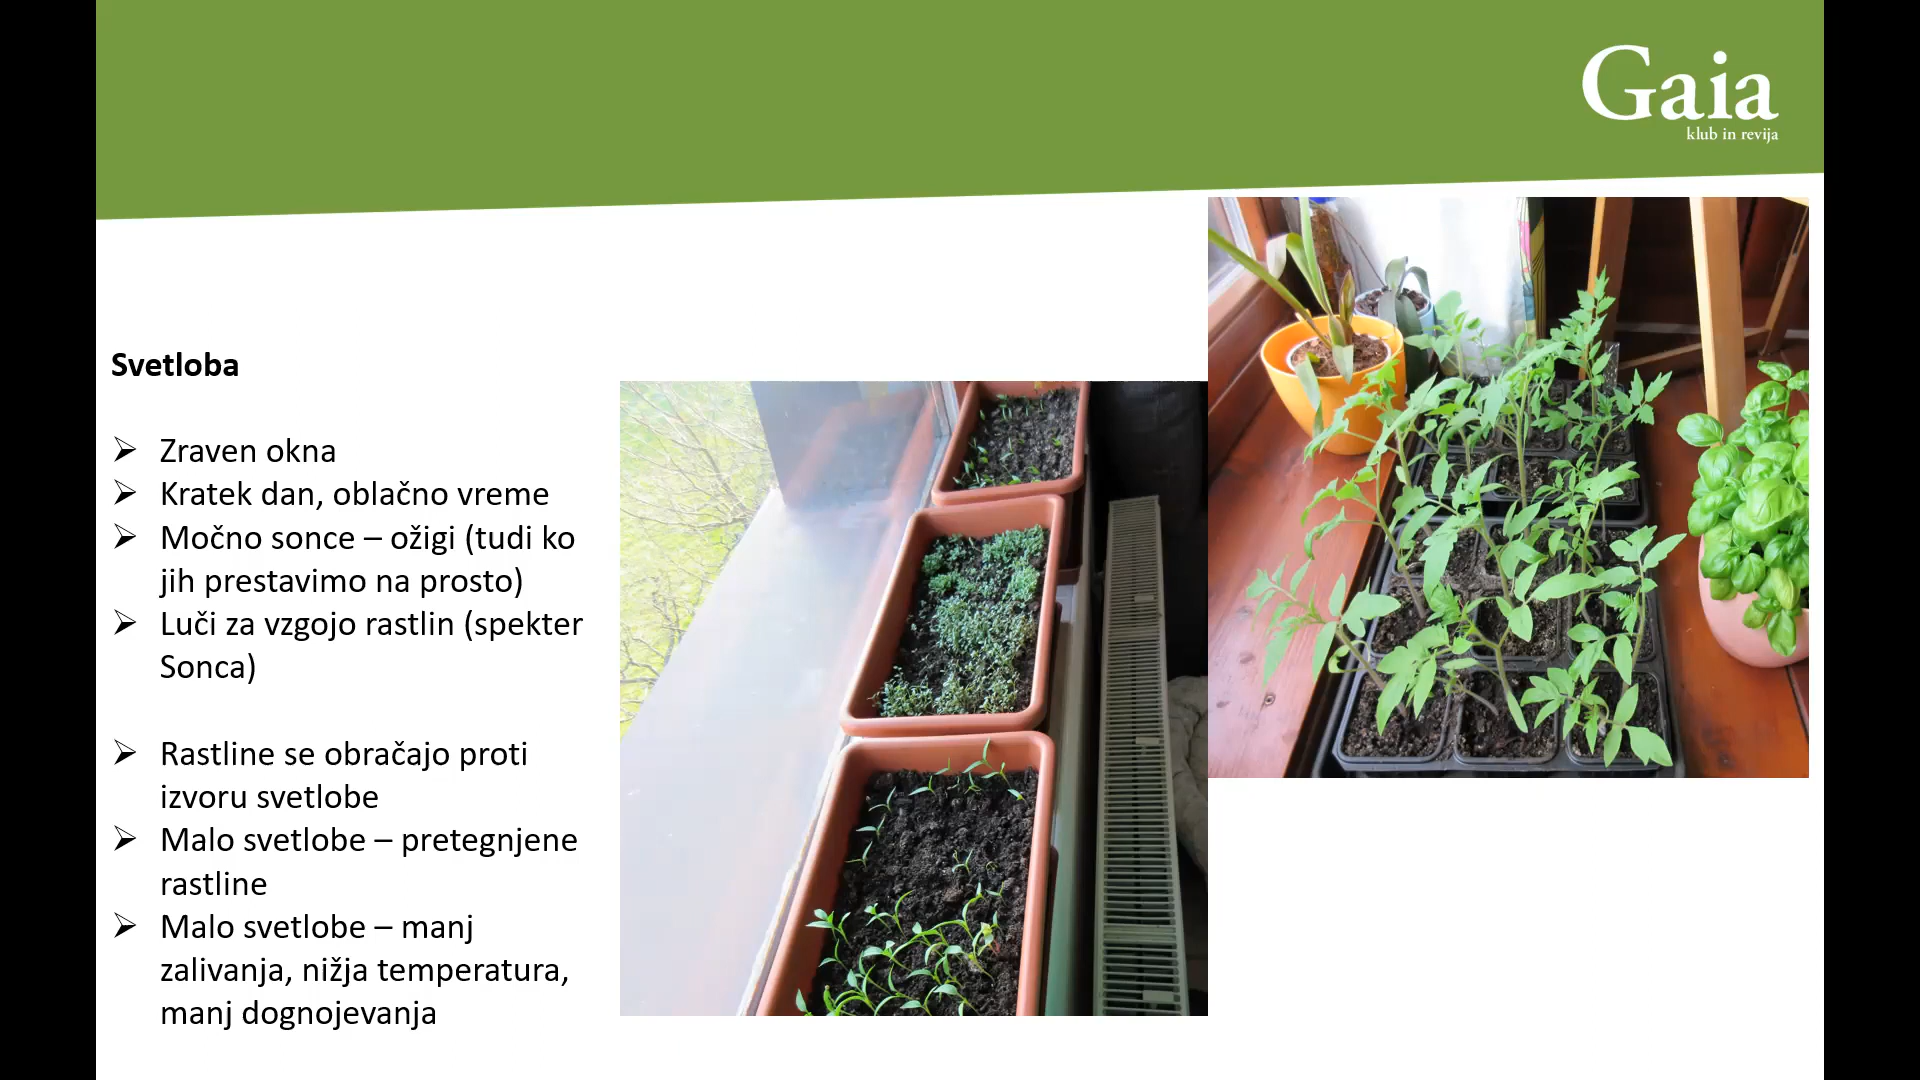 Gaia
klub in revija
Svetloba
Zraven okna
Kratek dan, oblačno vreme
Močno sonce – ožigi (tudi ko
jih prestavimo na prosto)
Luči za vzgojo rastlin (spekter
Sonca)
Rastline se obračajo proti
izvoru svetlobe
Malo svetlobe – pretegnjene
rastline
Malo svetlobe – manj
zalivanja, nižja temperatura,
manj dognojevanja